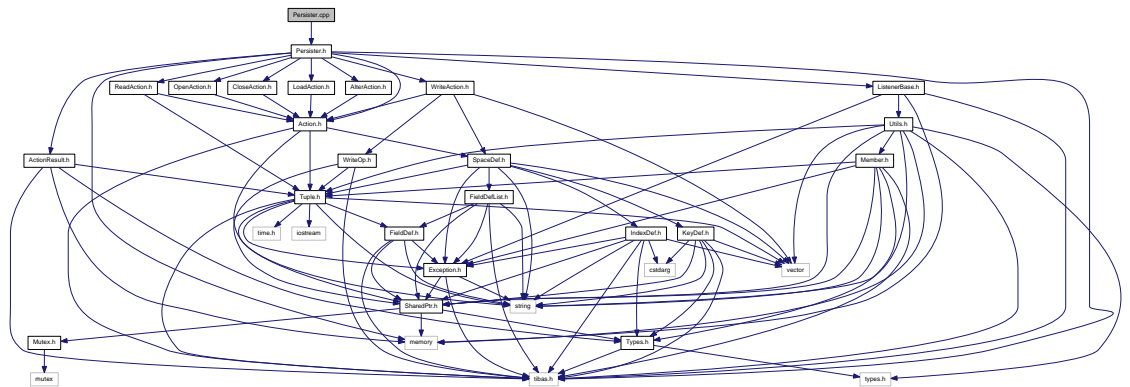 Persister.cpp
Persister.h
ReadAction.h OpenAction.h CloseAction.h LoadAction.h AlterAction.h WriteAction.h ListenerBase.h
Action.h Utils.h
ActionResult.h WriteOp.h SpaceDef.h Member.h
Tuple.h FieldDefList.h
time.h iostream FieldDef.h IndexDef.h KeyDef.h
Exception.h cstdarg vector
SharedPtr.h string
Mutex.h memory Types.h
mutex tibas.h types.h